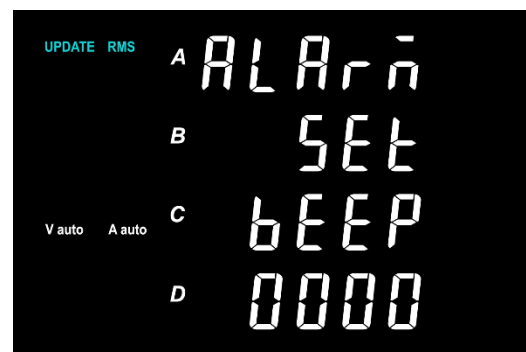 UPDATE RMS
A ALArm
B SEt
V auto A auto
C bEEP
D 0000